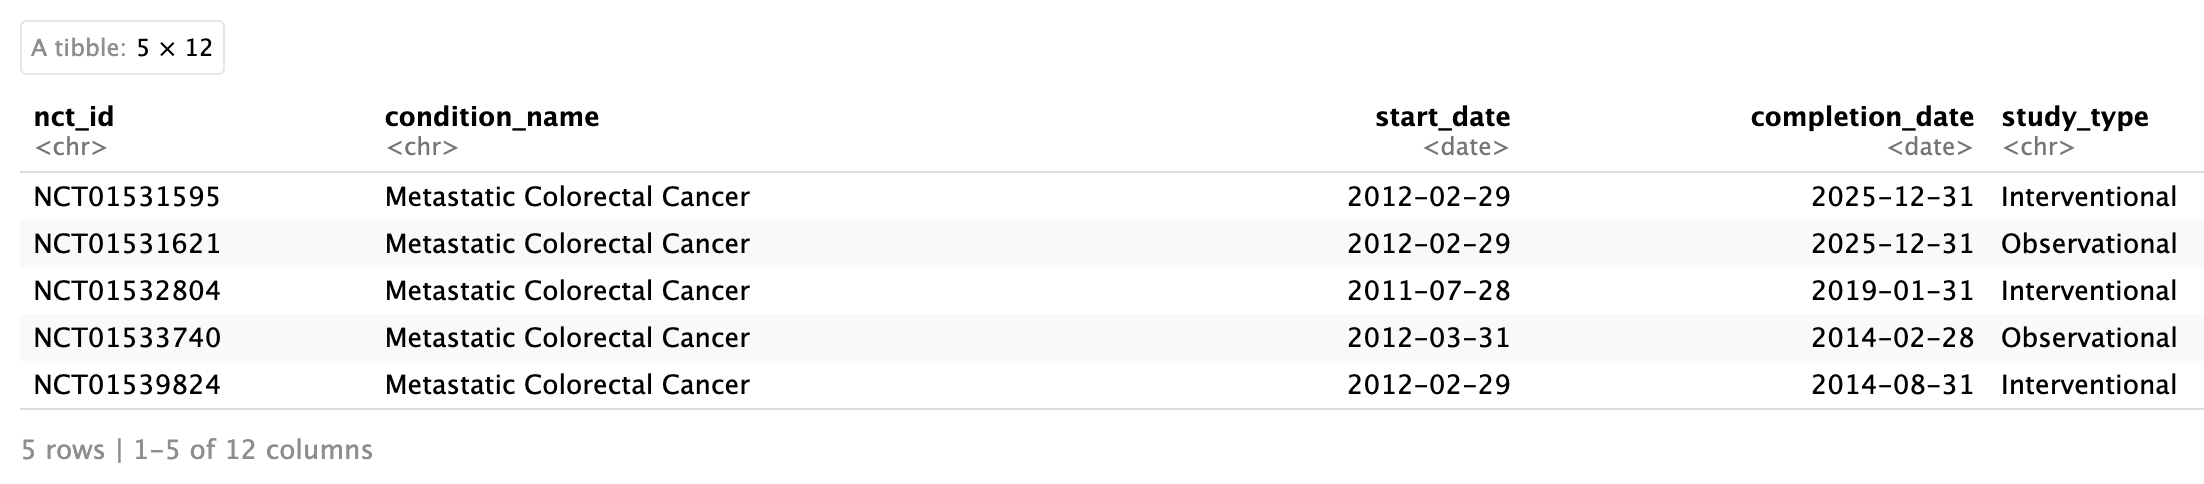 A tibble: 5 × 12
nct_id condition_name start_date completion_date study_type
<chr> <chr> <date> <date> <chr>
NCT01531595 Metastatic Colorectal Cancer 2012-02-29 2025-12-31 Interventional
NCT01531621 Metastatic Colorectal Cancer 2012-02-29 2025-12-31 Observational
NCT01532804 Metastatic Colorectal Cancer 2011-07-28 2019-01-31 Interventional
NCT01533740 Metastatic Colorectal Cancer 2012-03-31 2014-02-28 Observational
NCT01539824 Metastatic Colorectal Cancer 2012-02-29 2014-08-31 Interventional
5 rows | 1-5 of 12 columns